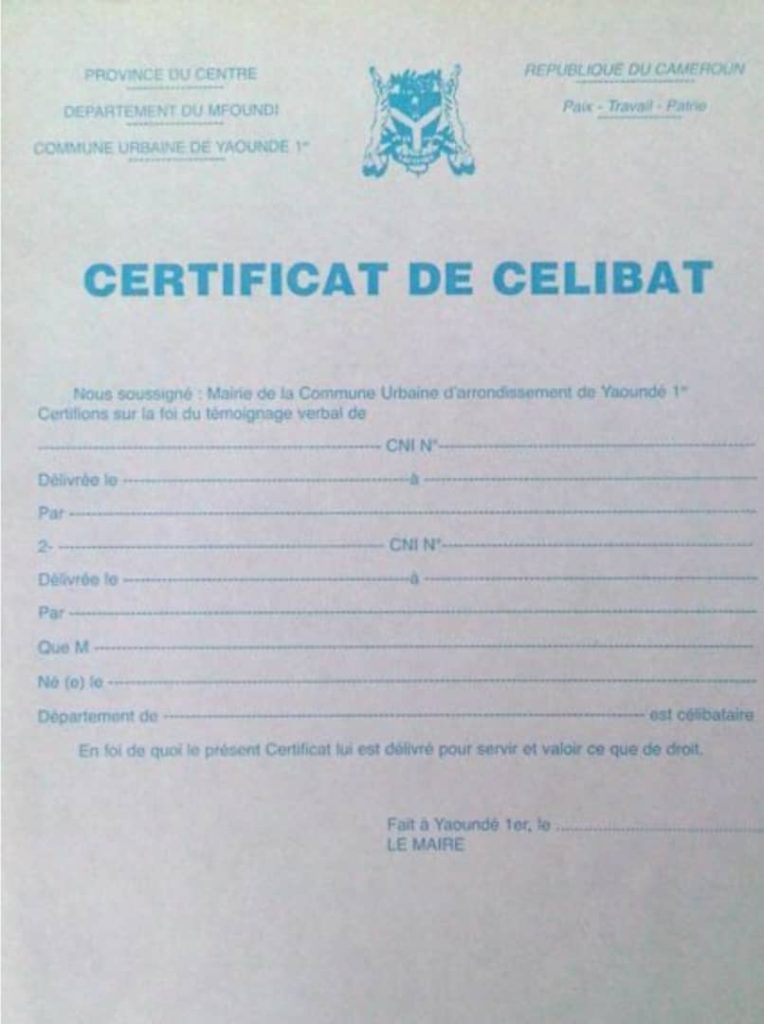 PROVINCE DU CENTRE
DEPARTEMENT DU MFOUNDI
COMMUNE URBAINE DE YAOUNDE 1er
REPUBLIQUE DU CAMEROUN
Paix - Travail - Patrie
CERTIFICAT DE CELIBAT
Nous soussigné : Mairie de la Commune Urbaine d'arrondissement de Yaoundé 1er
Certifions sur la foi du témoignage verbal de
CNI N°
Délivrée le à
Par
2- CNI N°
Délivrée le à
Par
Que M
Né (e) le
Département de est célibataire
En foi de quoi le présent Certificat lui est délivré pour servir et valoir ce que de droit.
Fait à Yaoundé 1er, le
LE MAIRE